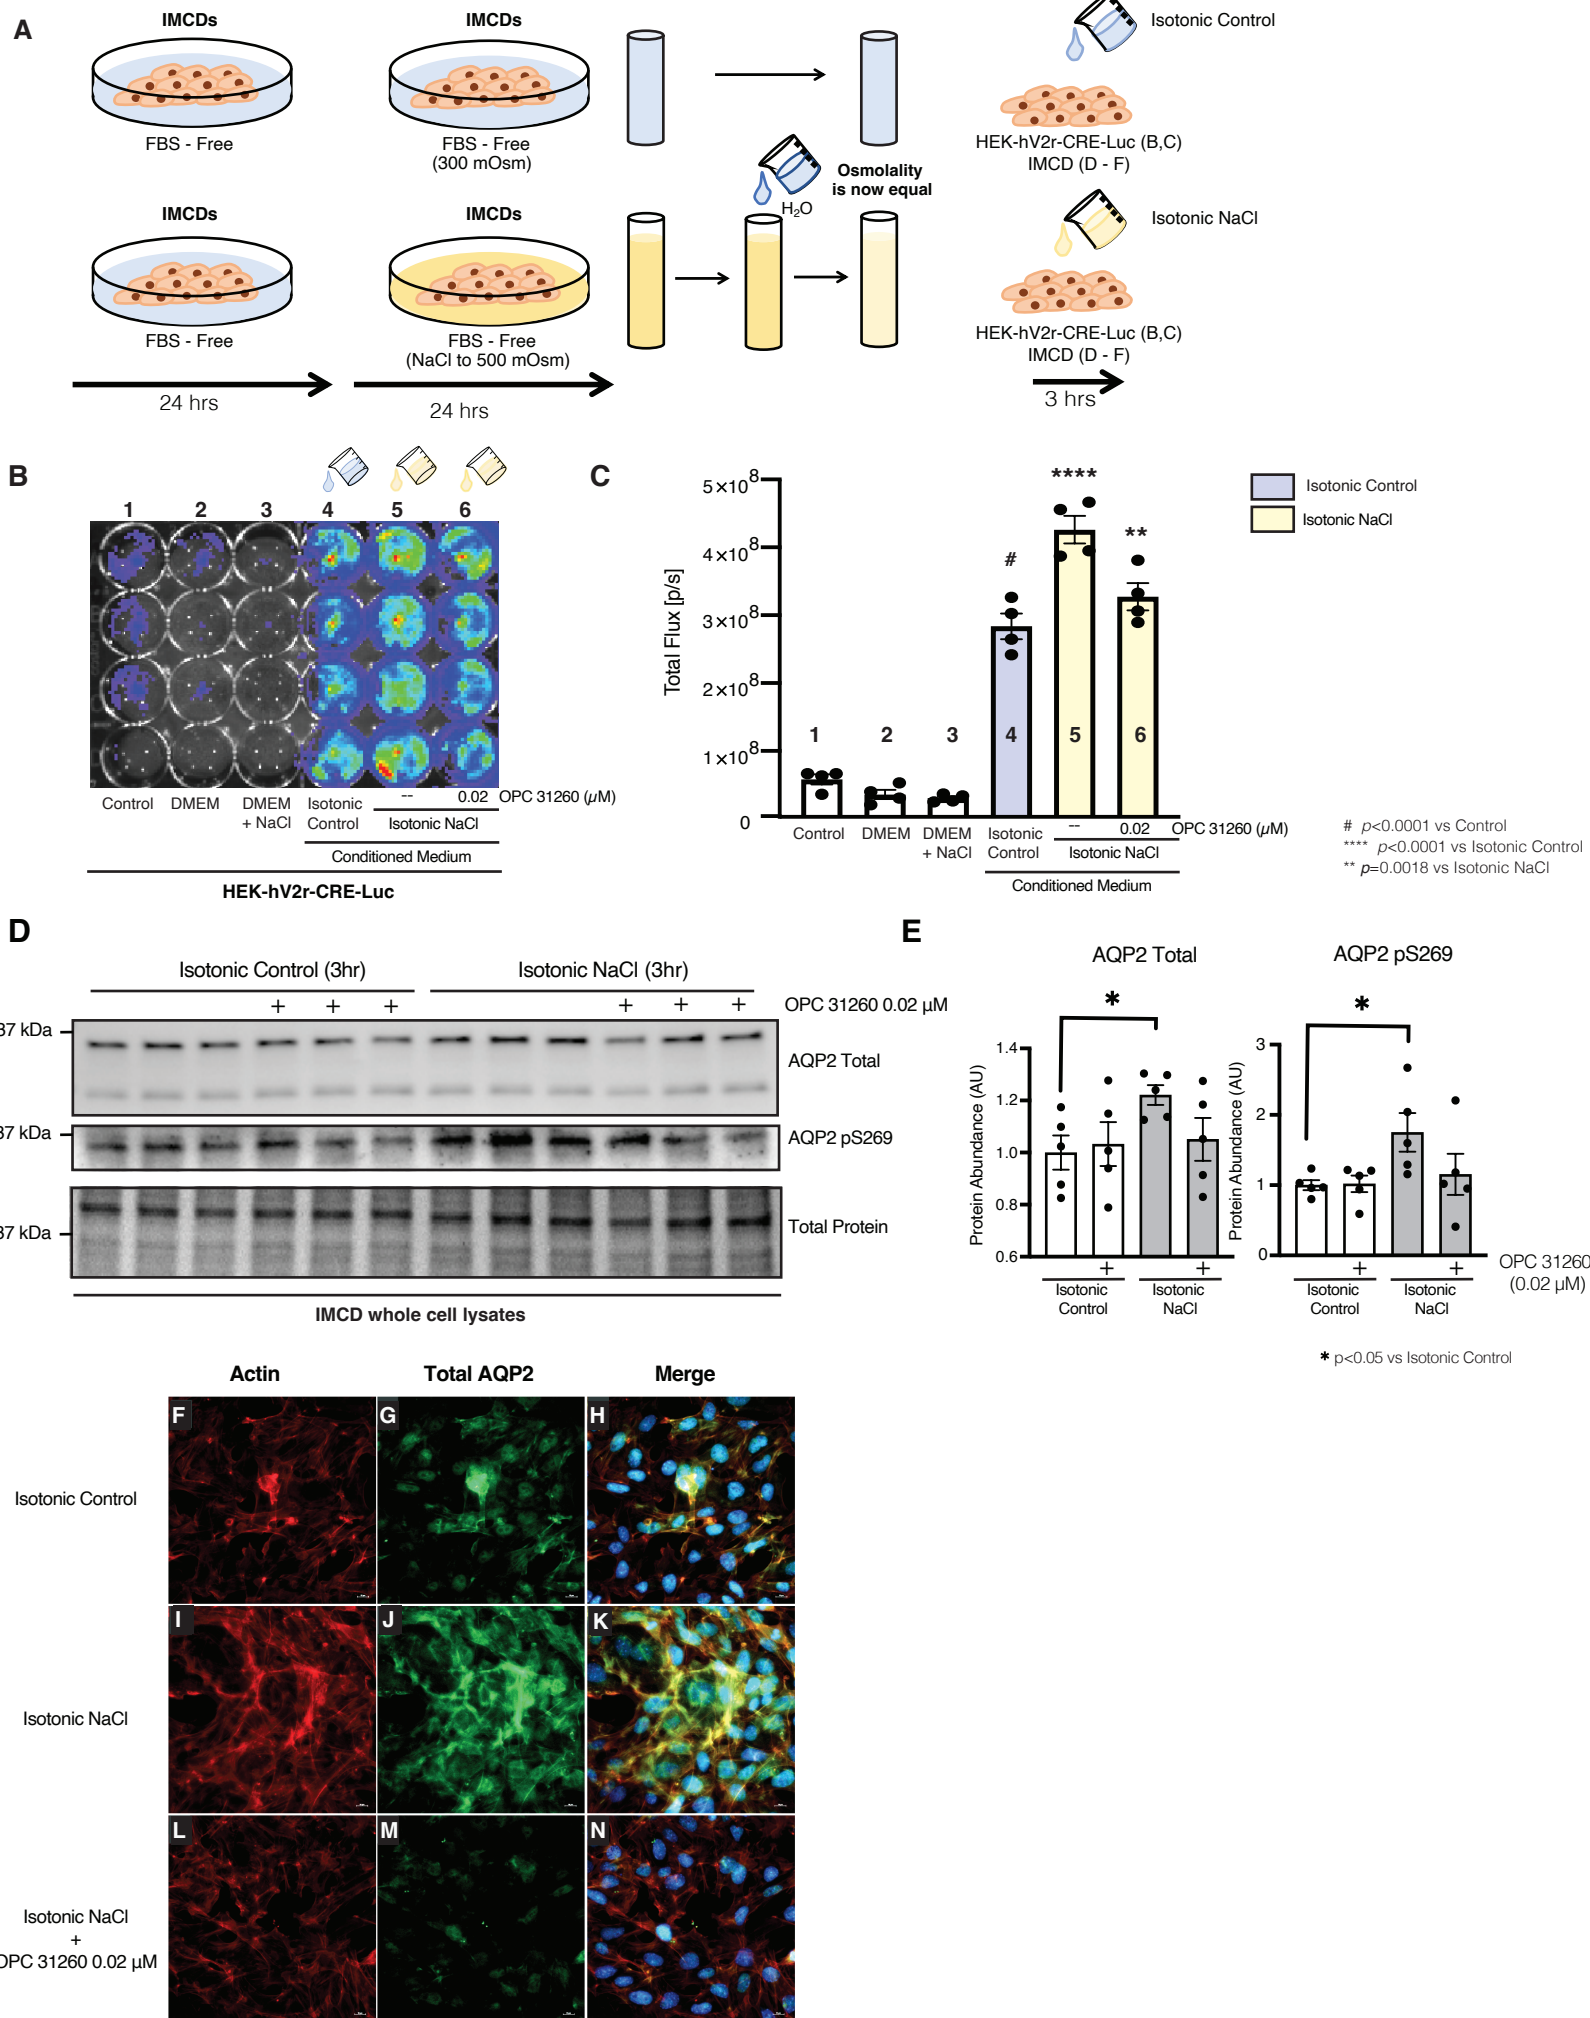 A
IMCDs
IMCDs
Isotonic Control
FBS - Free
FBS - Free
(300 mOsm)
HEK-hV2r-CRE-Luc (B,C)
IMCD (D - F)
Osmolality
is now equal
H₂O
IMCDs
IMCDs
Isotonic NaCl
FBS - Free
FBS - Free
(NaCl to 500 mOsm)
HEK-hV2r-CRE-Luc (B,C)
IMCD (D - F)
24 hrs
24 hrs
3 hrs
B
1 2 3 4 5 6
Control
DMEM
DMEM
+ NaCl
Isotonic
Control
-- 0.02 OPC 31260 (μM)
Isotonic NaCl
Conditioned Medium
HEK-hV2r-CRE-Luc
C
Total Flux [p/s]
5×10⁸
4×10⁸
3×10⁸
2×10⁸
1×10⁸
0
****
**
#
1 2 3 4 5 6
Control
DMEM
DMEM
+ NaCl
Isotonic
Control
-- 0.02 OPC 31260 (μM)
Isotonic NaCl
Conditioned Medium
Isotonic Control
Isotonic NaCl
# p<0.0001 vs Control
**** p<0.0001 vs Isotonic Control
** p=0.0018 vs Isotonic NaCl
D
Isotonic Control (3hr)
Isotonic NaCl (3hr)
+ + + + + + OPC 31260 0.02 μM
37 kDa
AQP2 Total
37 kDa
AQP2 pS269
37 kDa
Total Protein
IMCD whole cell lysates
E
AQP2 Total
*
Protein Abundance (AU)
1.4
1.2
1.0
0.8
0.6
+ +
Isotonic
Control
Isotonic
NaCl
AQP2 pS269
*
Protein Abundance (AU)
3
2
1
0
+ +
OPC 31260
(0.02 μM)
Isotonic
Control
Isotonic
NaCl
* p<0.05 vs Isotonic Control
Actin
Total AQP2
Merge
Isotonic Control
F
G
H
Isotonic NaCl
I
J
K
Isotonic NaCl
+
OPC 31260 0.02 μM
L
M
N